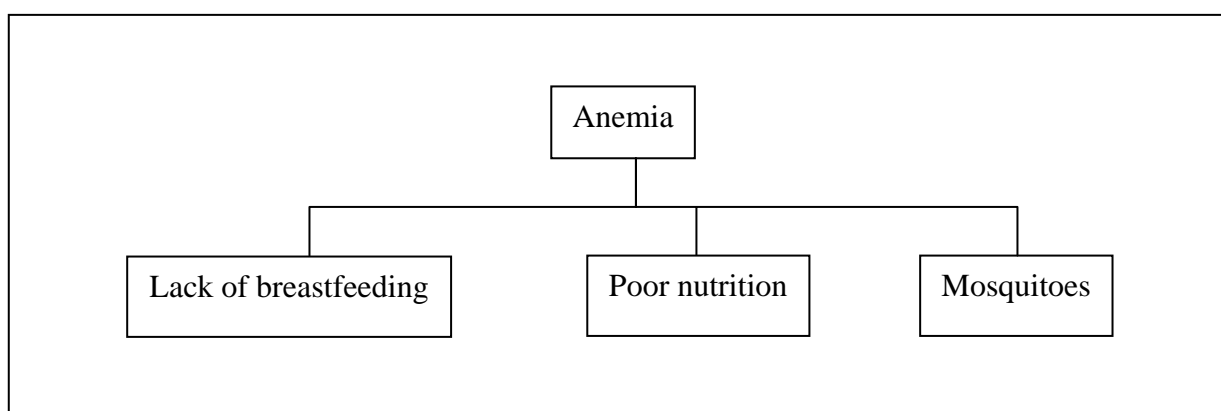 Anemia
Lack of breastfeeding
Poor nutrition
Mosquitoes